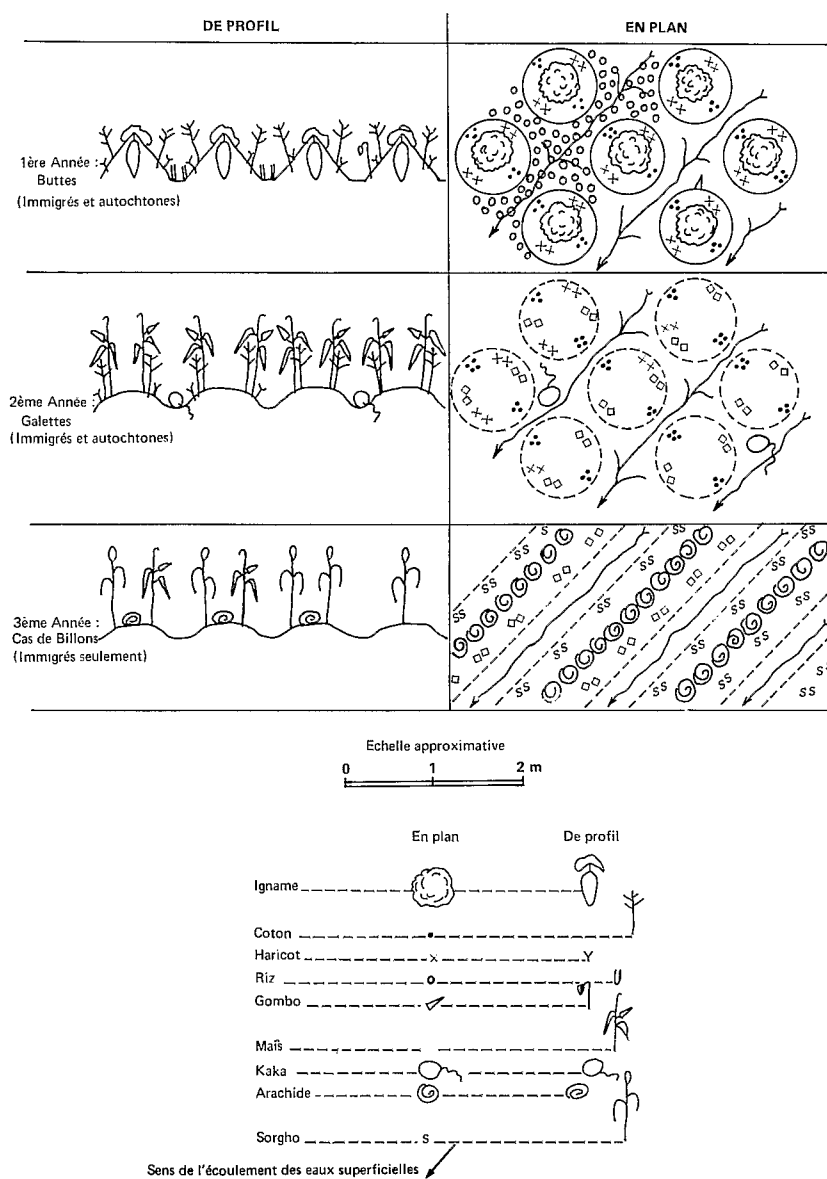 DE PROFIL
EN PLAN
1ère Année :
Buttes
(Immigrés et autochtones)
2ème Année
Galettes
(Immigrés et autochtones)
3ème Année :
Cas de Billons
(Immigrés seulement)
Echelle approximative
0 1 2 m
En plan De profil
Igname
Coton
Haricot
Riz
Gombo
Maïs
Kaka
Arachide
Sorgho s
Sens de l'écoulement des eaux superficielles